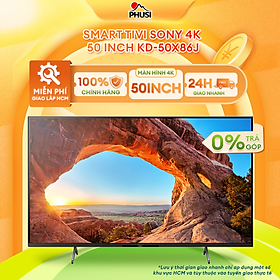 PHUSI
SMART TIVI SONY 4K
50 INCH KD-50X86J
MIỄN PHÍ
GIAO LẮP HCM
100%
CHÍNH HÃNG
MÀN HÌNH 4K
50INCH
24H
GIAO NHANH
0% TRẢ
GÓP
*Lưu ý thời gian giao nhanh chỉ áp dụng một số
khu vực HCM và tùy thuộc vào tuyến giao thực tế